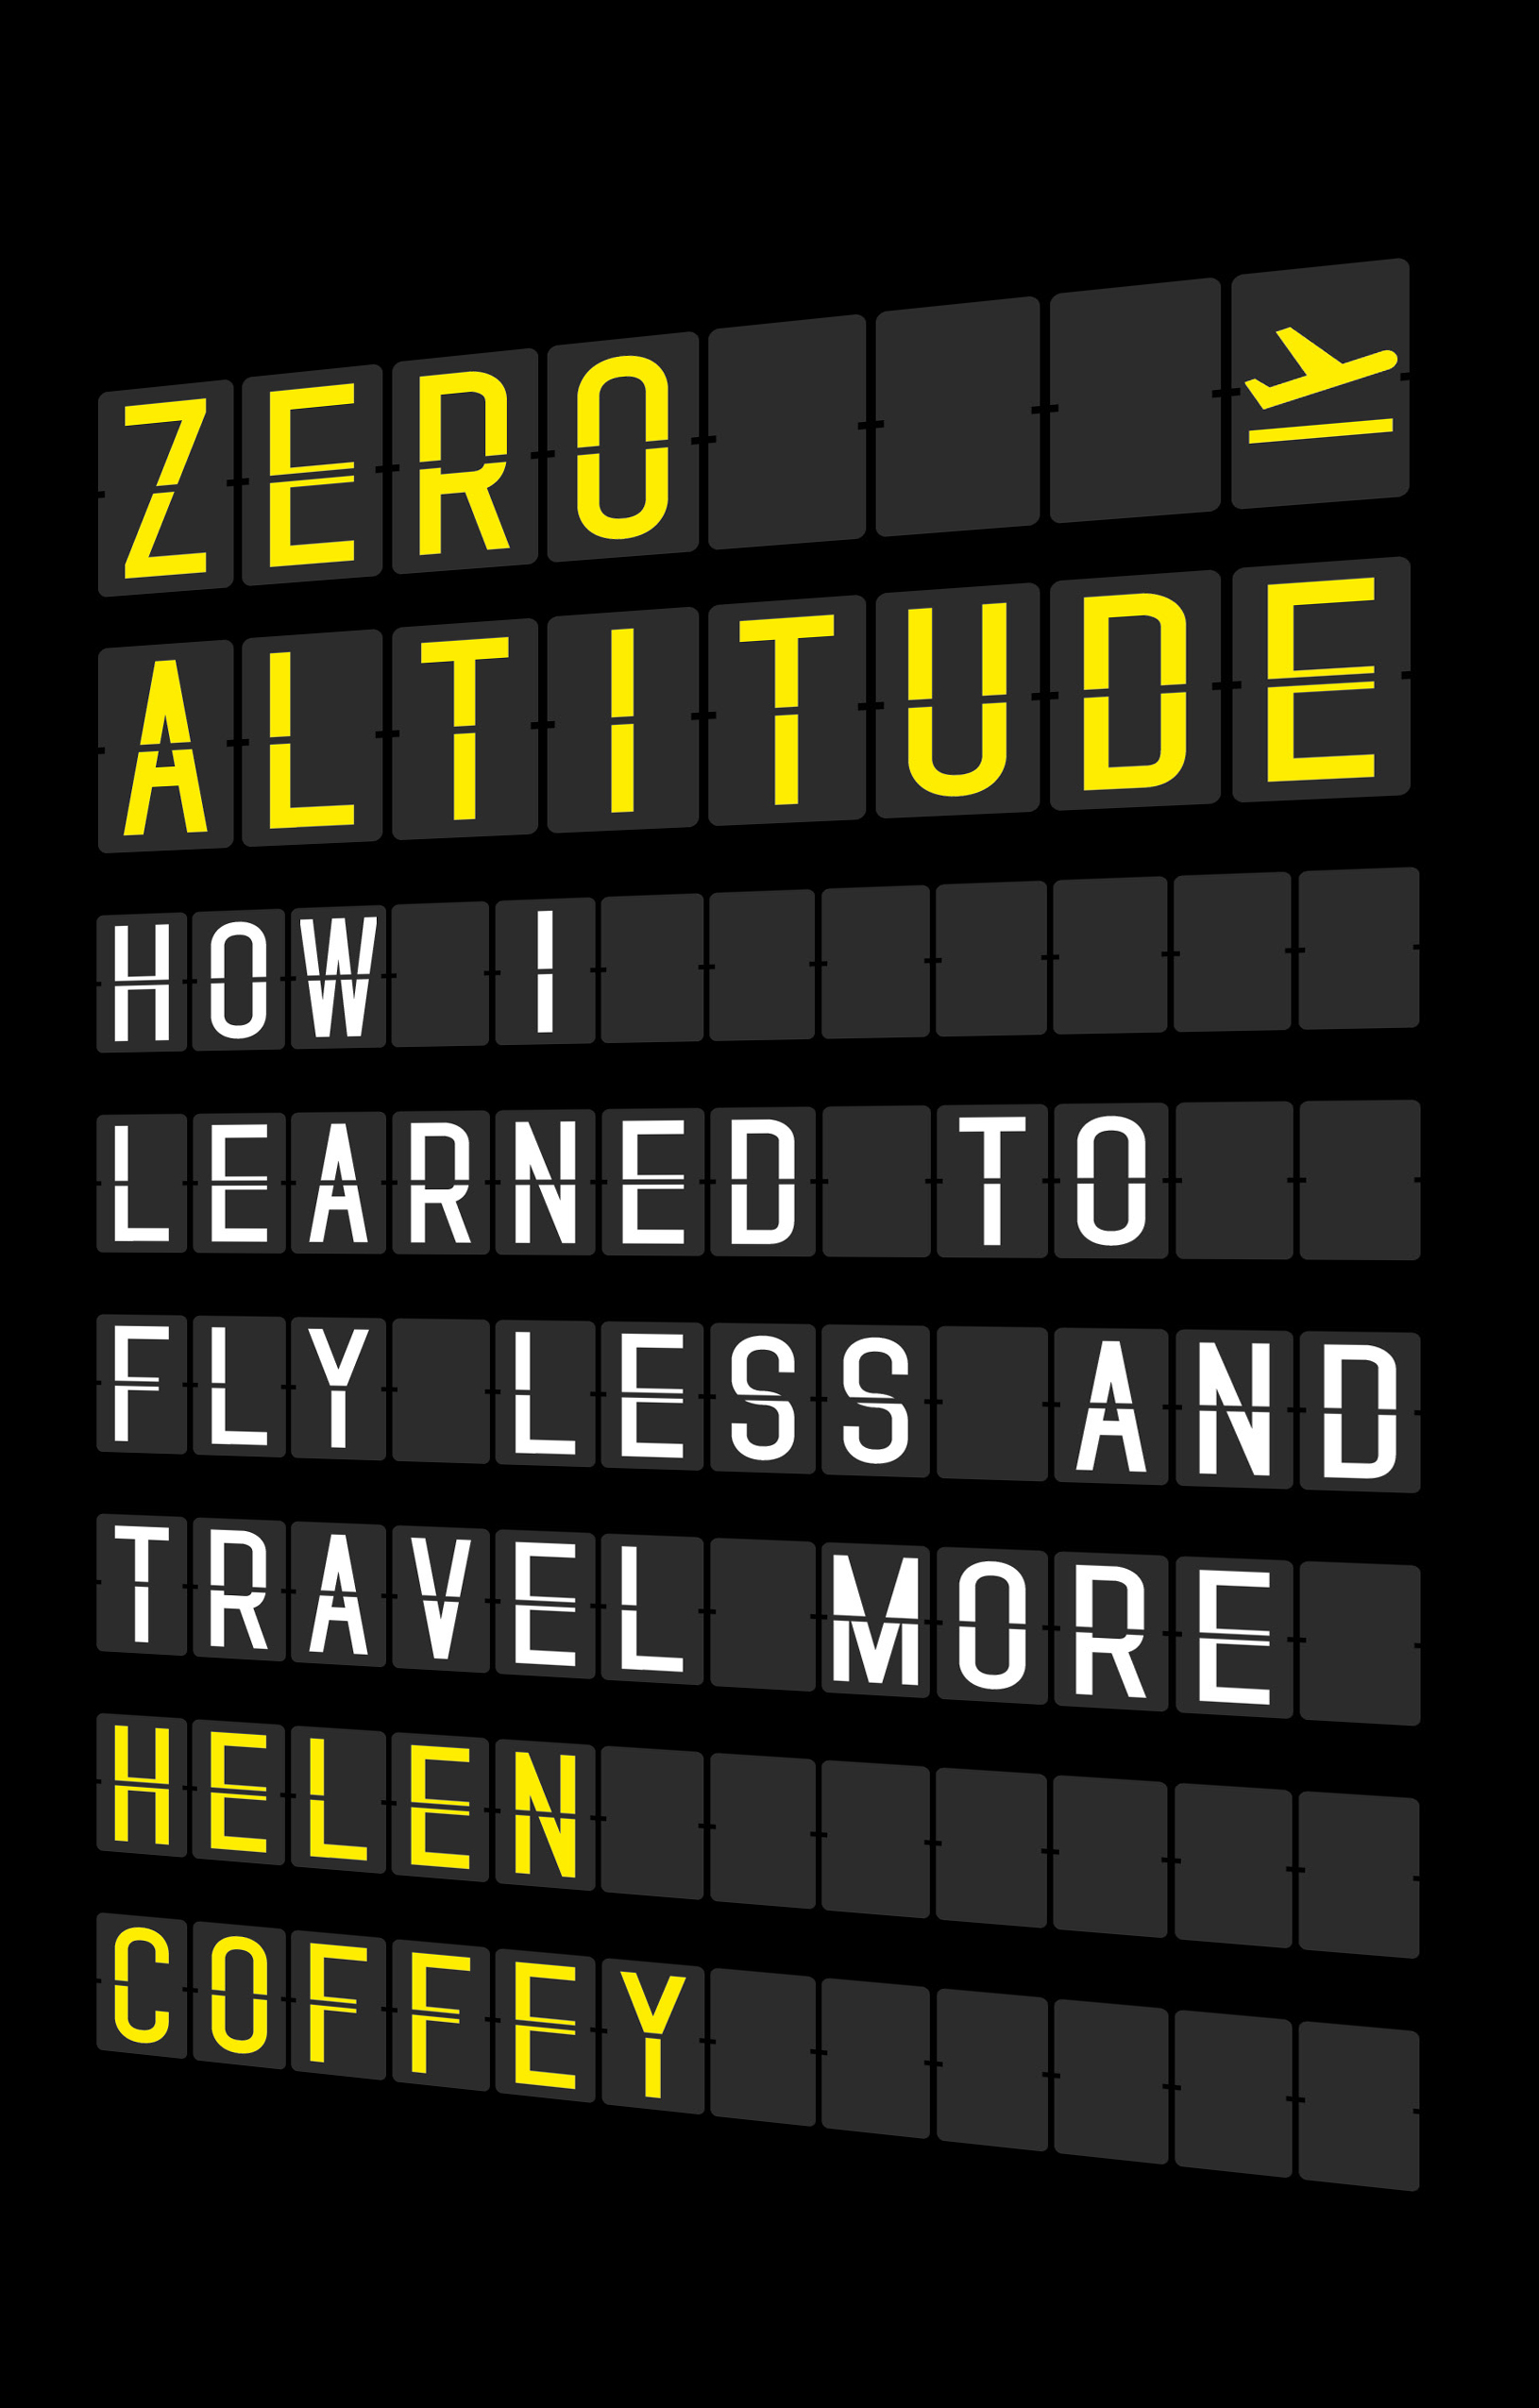 ZERO
ALTITUDE
HOW I
LEARNED TO
FLY LESS AND
TRAVEL MORE
HELEN
COFFEY